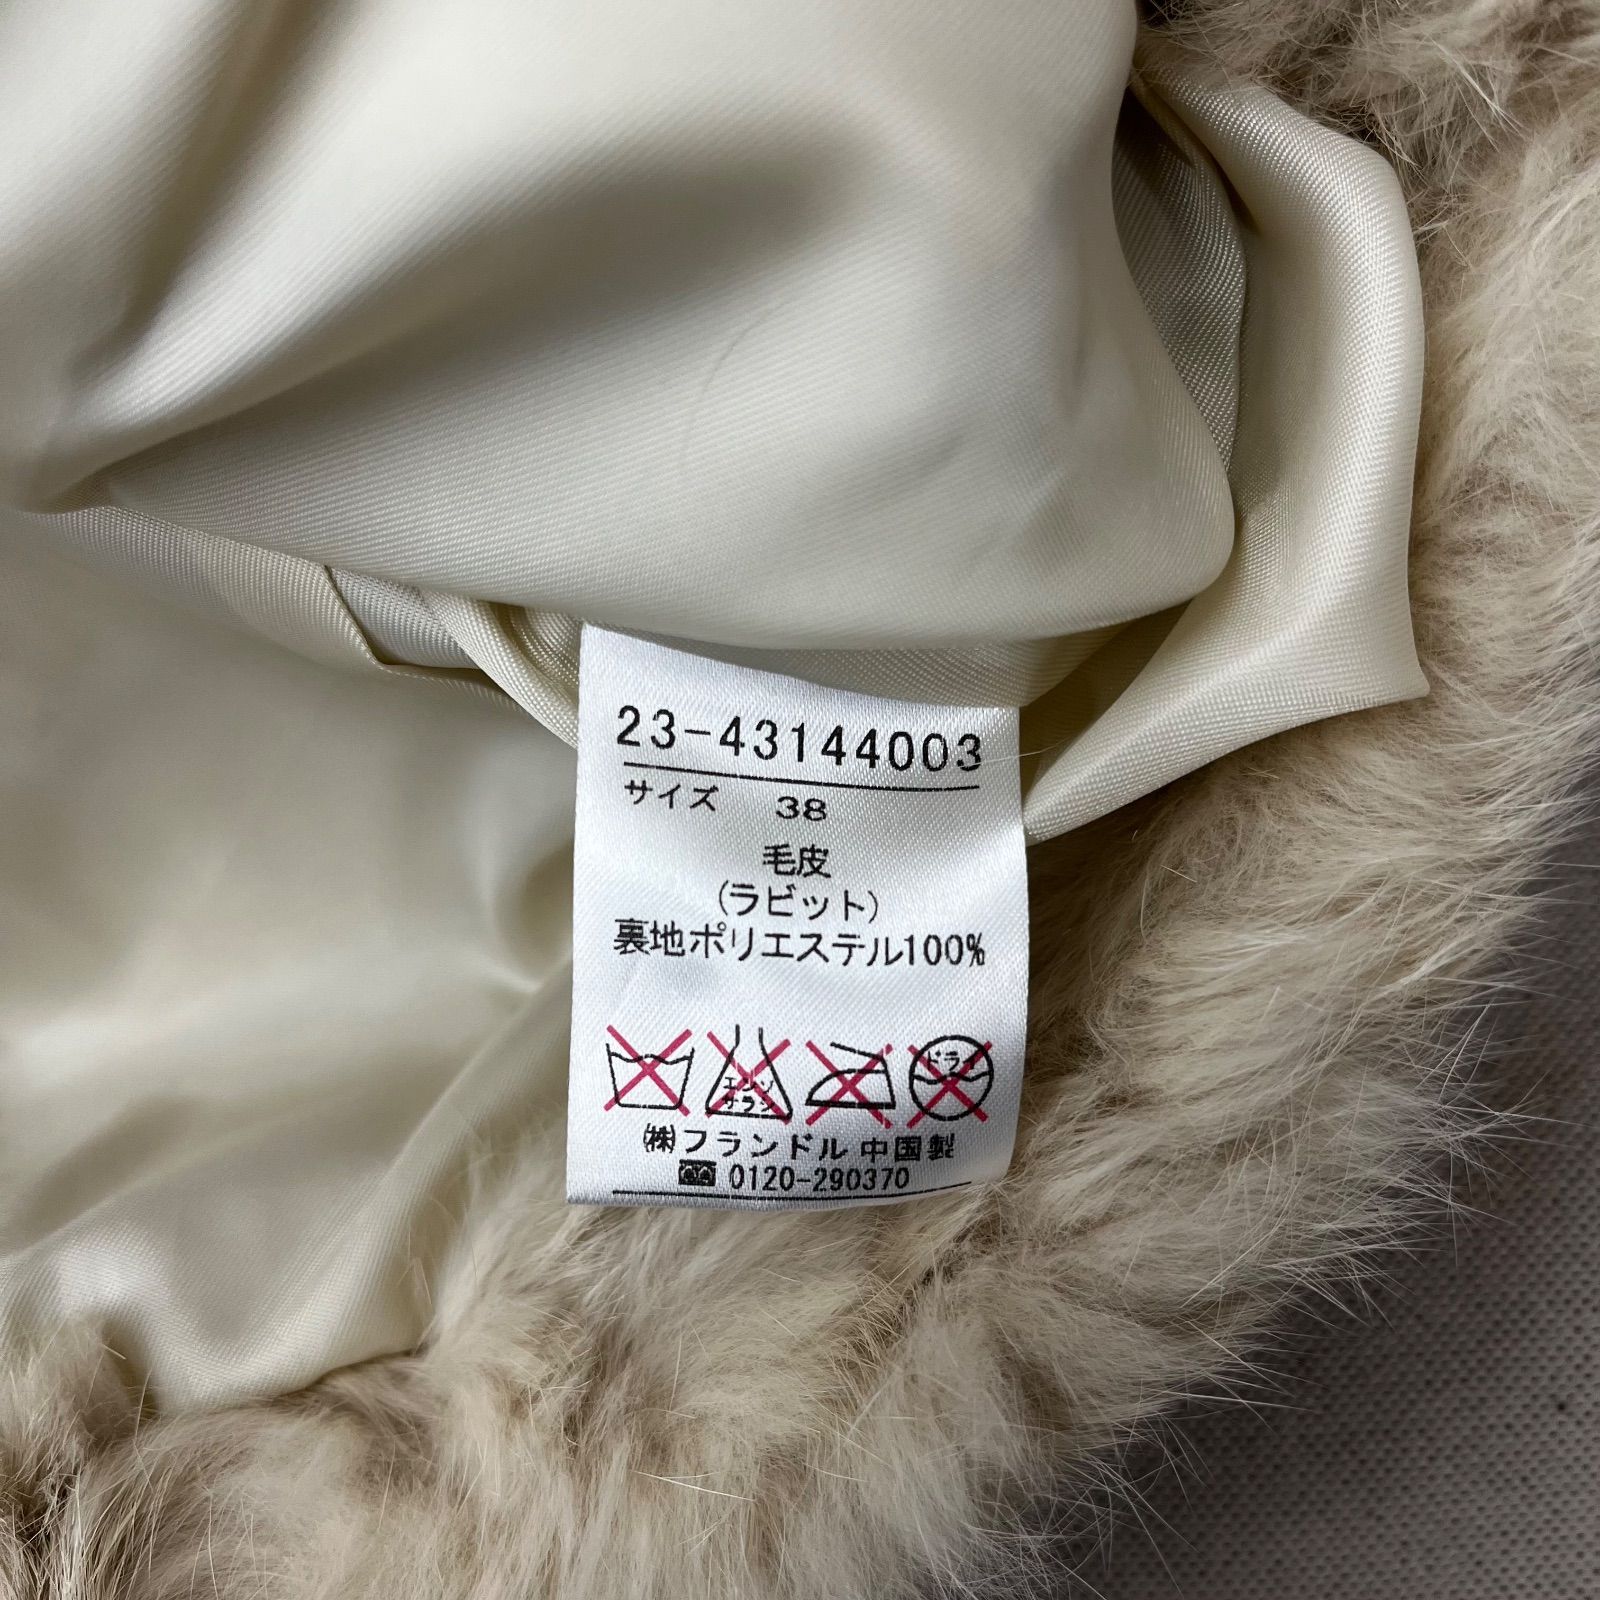 23-43144003
サイズ 38
毛皮
(ラビット)
裏地ポリエステル100%
エンソ ドライ
サラシ
㈱フランドル 中国製
0120-290370